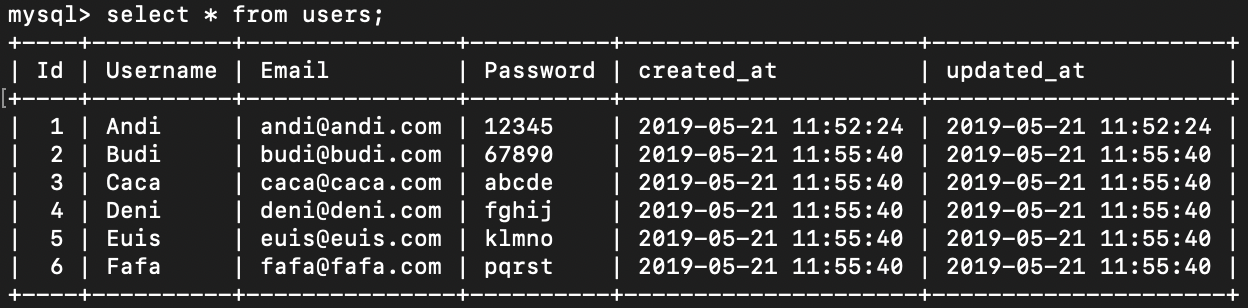 mysql> select * from users;
+----+----------+---------------+----------+---------------------+---------------------+
| Id | Username | Email         | Password | created_at          | updated_at          |
[+----+----------+---------------+----------+---------------------+---------------------+
|  1 | Andi     | andi@andi.com | 12345    | 2019-05-21 11:52:24 | 2019-05-21 11:52:24 |
|  2 | Budi     | budi@budi.com | 67890    | 2019-05-21 11:55:40 | 2019-05-21 11:55:40 |
|  3 | Caca     | caca@caca.com | abcde    | 2019-05-21 11:55:40 | 2019-05-21 11:55:40 |
|  4 | Deni     | deni@deni.com | fghij    | 2019-05-21 11:55:40 | 2019-05-21 11:55:40 |
|  5 | Euis     | euis@euis.com | klmno    | 2019-05-21 11:55:40 | 2019-05-21 11:55:40 |
|  6 | Fafa     | fafa@fafa.com | pqrst    | 2019-05-21 11:55:40 | 2019-05-21 11:55:40 |
+----+----------+---------------+----------+---------------------+---------------------+